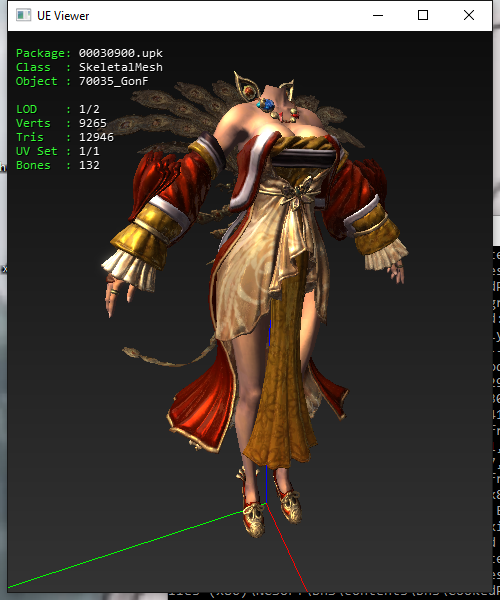 UE Viewer
Package: 00030900.upk
Class : SkeletalMesh
Object : 70035_GonF
LOD : 1/2
Verts : 9265
Tris : 12946
UV Set : 1/1
Bones : 132